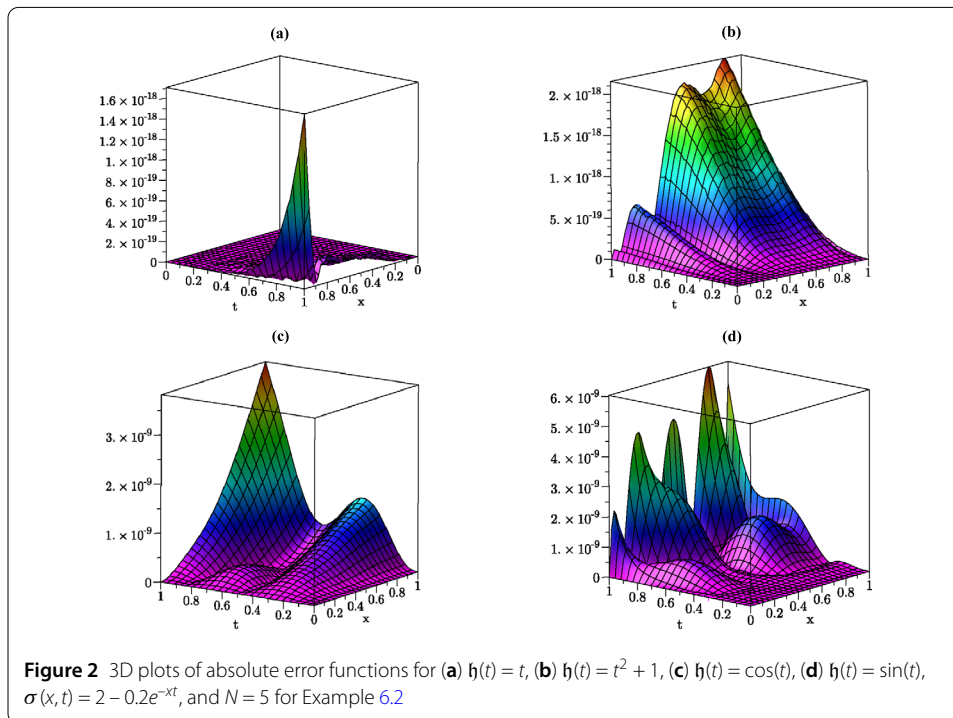 (a)
1.6 × 10⁻¹⁸
1.4 × 10⁻¹⁸
1.2 × 10⁻¹⁸
1. × 10⁻¹⁸
8. × 10⁻¹⁹
6. × 10⁻¹⁹
4. × 10⁻¹⁹
2. × 10⁻¹⁹
0
0 0.2 0.4 0.6 0.8 1
t
0.8 0.6 0.4 0.2 0
x
(b)
2. × 10⁻¹⁸
1.5 × 10⁻¹⁸
1. × 10⁻¹⁸
5. × 10⁻¹⁹
0
1 0.8 0.6 0.4 0.2 0
t
0.2 0.4 0.6 0.8 1
x
(c)
3. × 10⁻⁹
2. × 10⁻⁹
1. × 10⁻⁹
0
1 0.8 0.6 0.4 0.2 0
t
0.2 0.4 0.6 0.8 1
x
(d)
6. × 10⁻⁹
5. × 10⁻⁹
4. × 10⁻⁹
3. × 10⁻⁹
2. × 10⁻⁹
1. × 10⁻⁹
0
1 0.8 0.6 0.4 0.2 0
t
0.2 0.4 0.6 0.8 1
x
Figure 2 3D plots of absolute error functions for (a) 𝔥(t) = t, (b) 𝔥(t) = t² + 1, (c) 𝔥(t) = cos(t), (d) 𝔥(t) = sin(t),
σ(x, t) = 2 – 0.2e⁻ˣᵗ, and N = 5 for Example 6.2